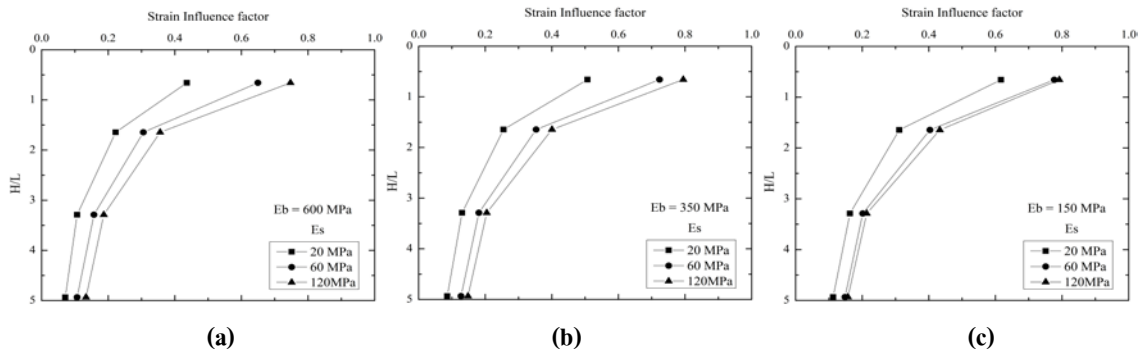 Strain Influence factor
0.0 0.2 0.4 0.6 0.8 1.0
0
1
2
3
4
5
H/L
Eb = 600 MPa
Es
20 MPa
60 MPa
120MPa
(a)
Strain Influence factor
0.0 0.2 0.4 0.6 0.8 1.0
0
1
2
3
4
5
H/L
Eb = 350 MPa
Es
20 MPa
60 MPa
120MPa
(b)
Strain Influence factor
0.0 0.2 0.4 0.6 0.8 1.0
0
1
2
3
4
5
H/L
Eb = 150 MPa
Es
20 MPa
60 MPa
120MPa
(c)